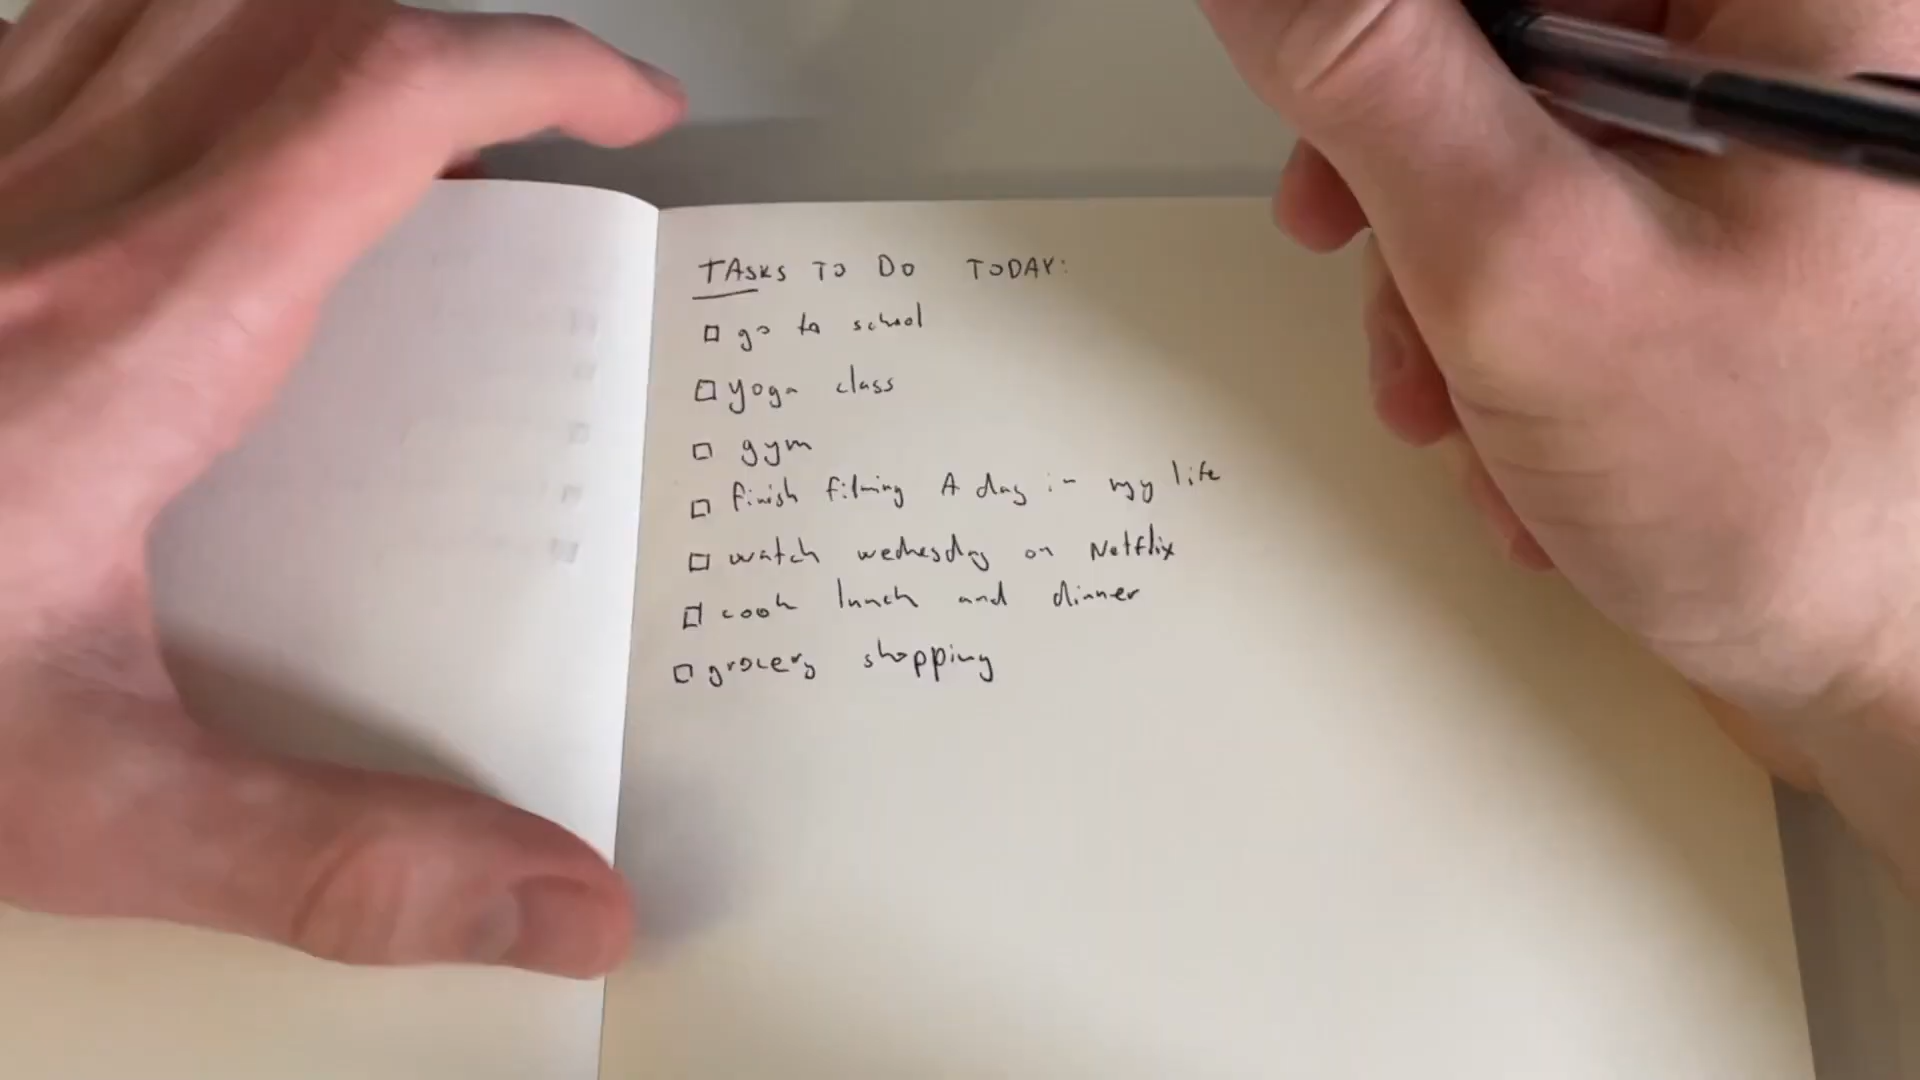 TASKS TO DO TODAY:
go to school
yoga class
gym
finish filming A day in my life
watch wednesday on Netflix
cook lunch and dinner
grocery shopping